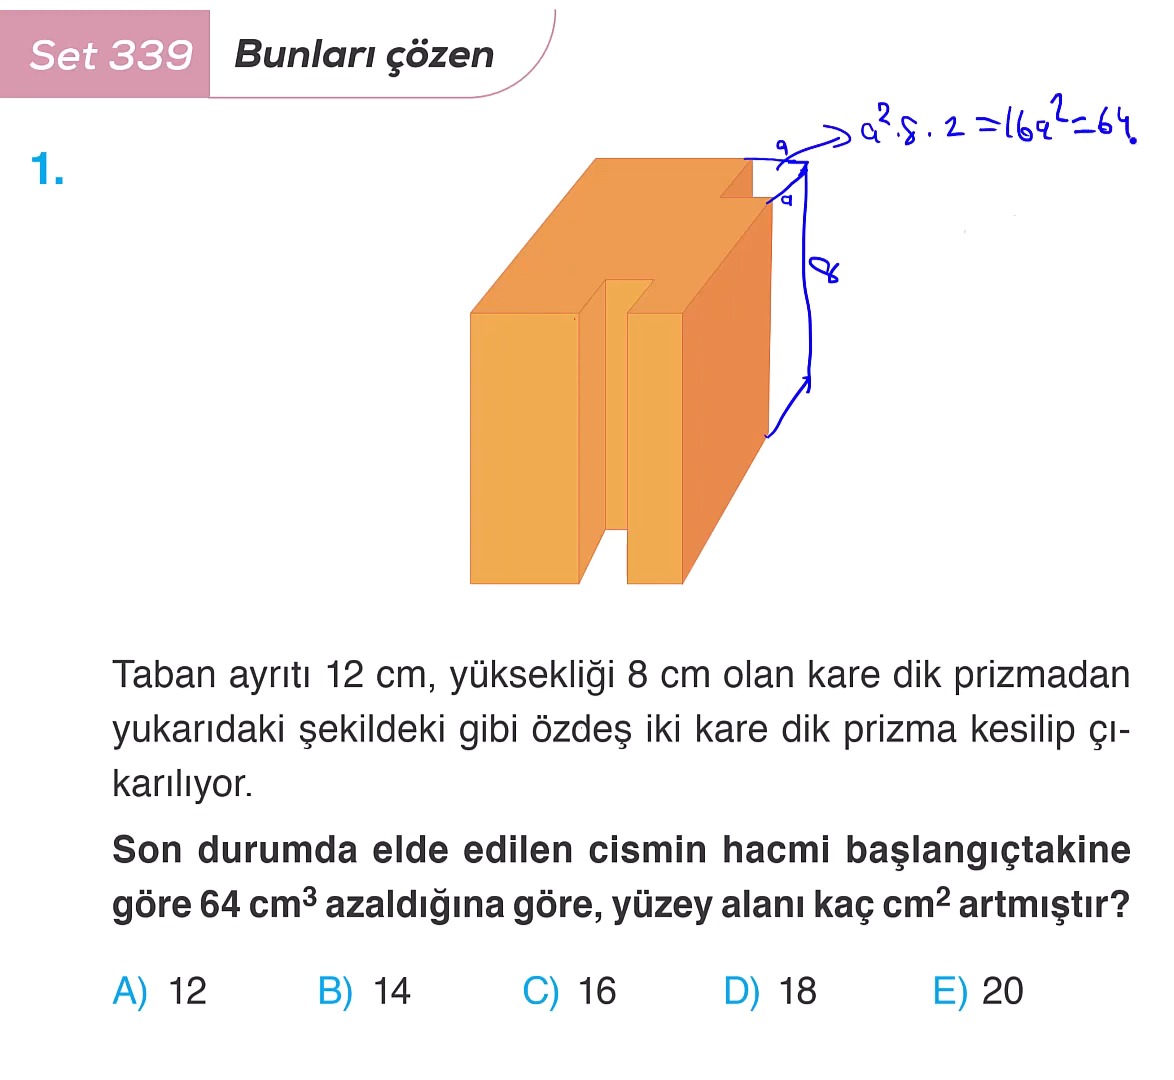 Set 339 Bunları çözen
1.
a².8.2=16a²=64
a
a
8
Taban ayrıtı 12 cm, yüksekliği 8 cm olan kare dik prizmadan
yukarıdaki şekildeki gibi özdeş iki kare dik prizma kesilip çı-
karılıyor.
Son durumda elde edilen cismin hacmi başlangıçtakine
göre 64 cm³ azaldığına göre, yüzey alanı kaç cm² artmıştır?
A) 12 B) 14 C) 16 D) 18 E) 20